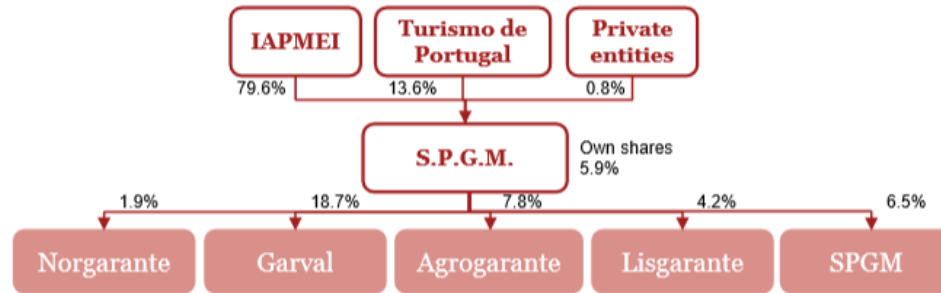 IAPMEI
Turismo de
Portugal
Private
entities
79.6%
13.6%
0.8%
S.P.G.M.
Own shares
5.9%
1.9%
18.7%
7.8%
4.2%
6.5%
Norgarante
Garval
Agrogarante
Lisgarante
SPGM